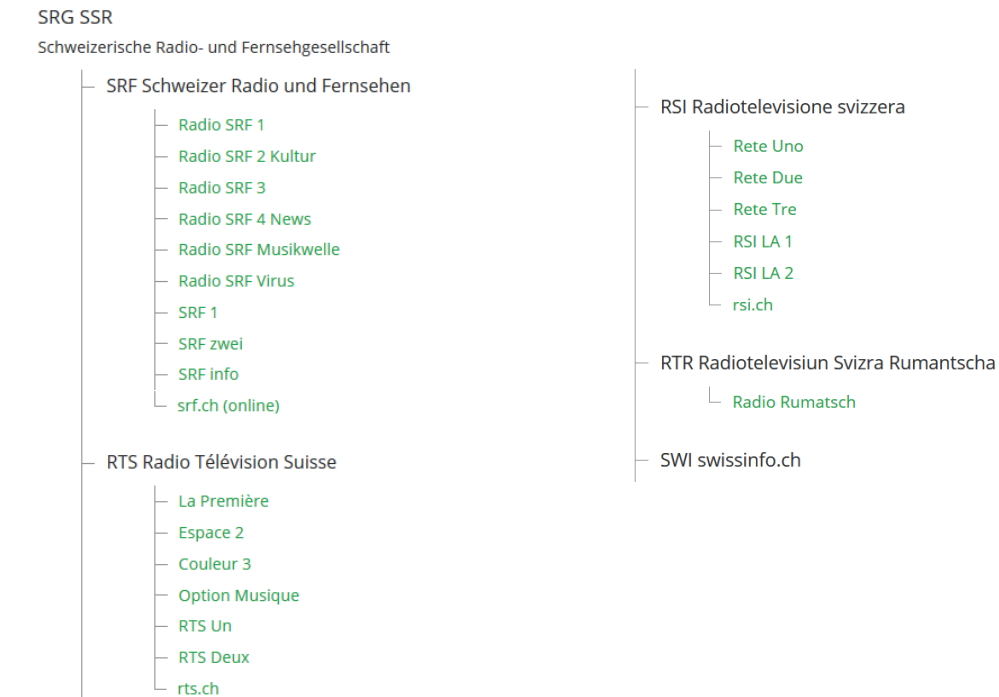 SRG SSR
Schweizerische Radio- und Fernsehgesellschaft
SRF Schweizer Radio und Fernsehen
Radio SRF 1
Radio SRF 2 Kultur
Radio SRF 3
Radio SRF 4 News
Radio SRF Musikwelle
Radio SRF Virus
SRF 1
SRF zwei
SRF info
srf.ch (online)
RTS Radio Télévision Suisse
La Première
Espace 2
Couleur 3
Option Musique
RTS Un
RTS Deux
rts.ch
RSI Radiotelevisione svizzera
Rete Uno
Rete Due
Rete Tre
RSI LA 1
RSI LA 2
rsi.ch
RTR Radiotelevisiun Svizra Rumantscha
Radio Rumatsch
SWI swissinfo.ch